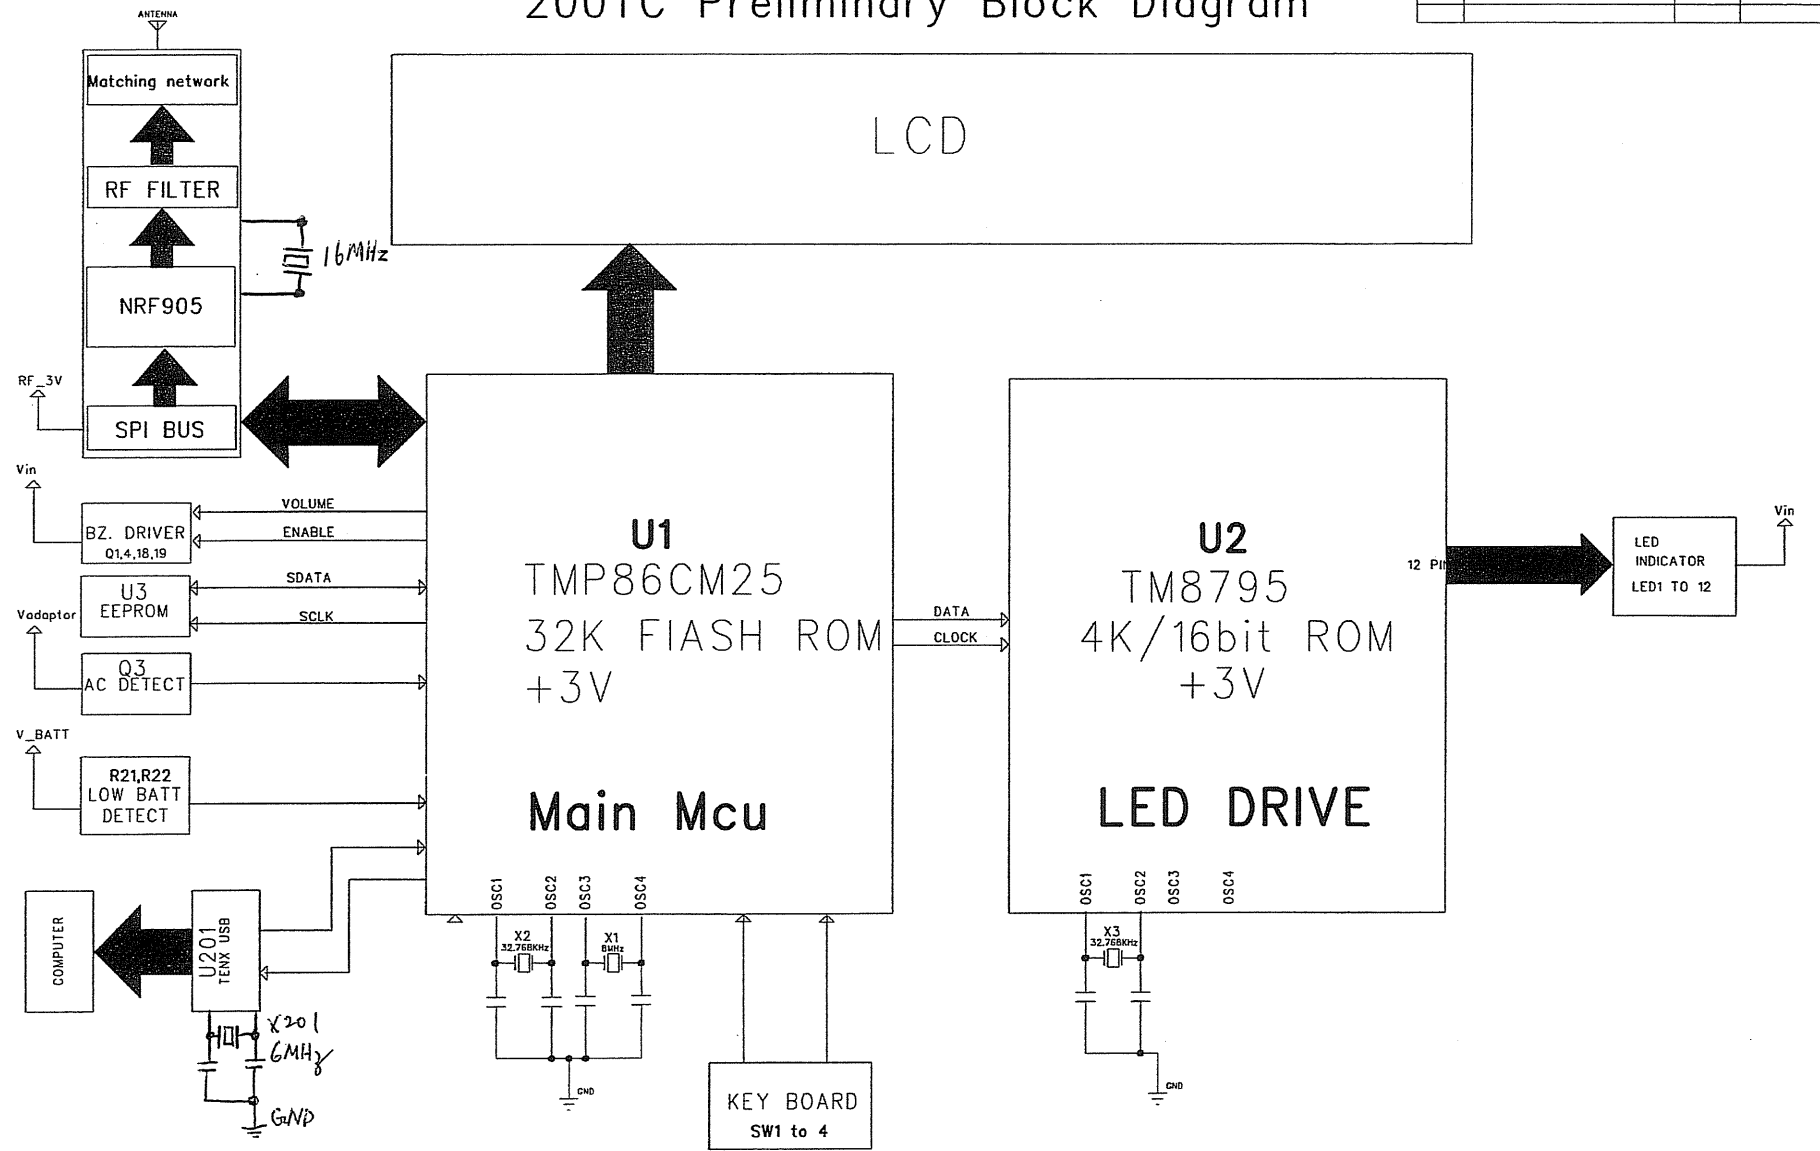 2001C Preliminary Block Diagram
ANTENNA
Matching network
RF FILTER
16MHz
NRF905
RF_3V
SPI BUS
LCD
Vin
VOLUME
BZ. DRIVER
ENABLE
Q1,4,18,19
SDATA
U3
EEPROM
SCLK
Vadaptor
Q3
AC DETECT
V_BATT
R21,R22
LOW BATT
DETECT
U1
TMP86CM25
32K FlASH ROM
+3V
Main Mcu
DATA
CLOCK
U2
TM8795
4K/16bit ROM
+3V
LED DRIVE
12 PIN
LED
INDICATOR
LED1 TO 12
Vin
OSC1
OSC2
OSC3
OSC4
OSC1
OSC2
OSC3
OSC4
COMPUTER
U201
TENX USB
X201
6MHz
GND
X2
32.768KHz
X1
8MHz
GND
X3
32.768KHz
GND
KEY BOARD
SW1 to 4